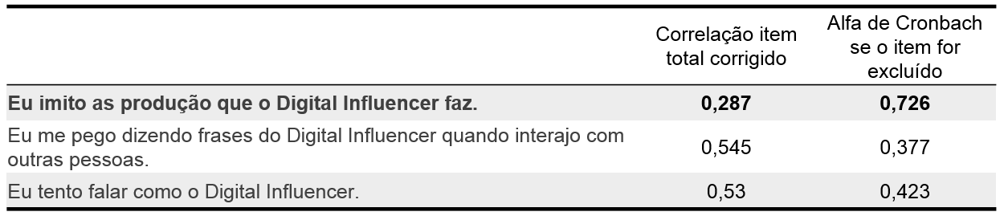 Correlação item
total corrigido
Alfa de Cronbach
se o item for
excluído
Eu imito as produção que o Digital Influencer faz. 0,287 0,726
Eu me pego dizendo frases do Digital Influencer quando interajo com
outras pessoas. 0,545 0,377
Eu tento falar como o Digital Influencer. 0,53 0,423